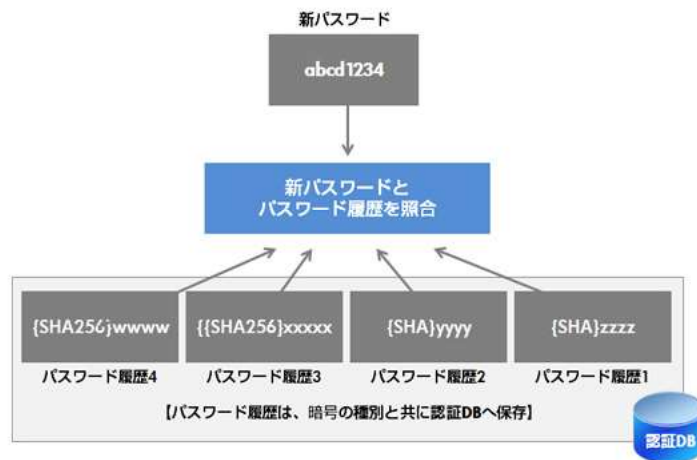 新パスワード
abcd1234
新パスワードと
パスワード履歴を照合
{SHA256}wwww
{{SHA256}xxxxx
{SHA}yyyy
{SHA}zzzz
パスワード履歴4
パスワード履歴3
パスワード履歴2
パスワード履歴1
【パスワード履歴は、暗号の種別と共に認証DBへ保存】
認証DB